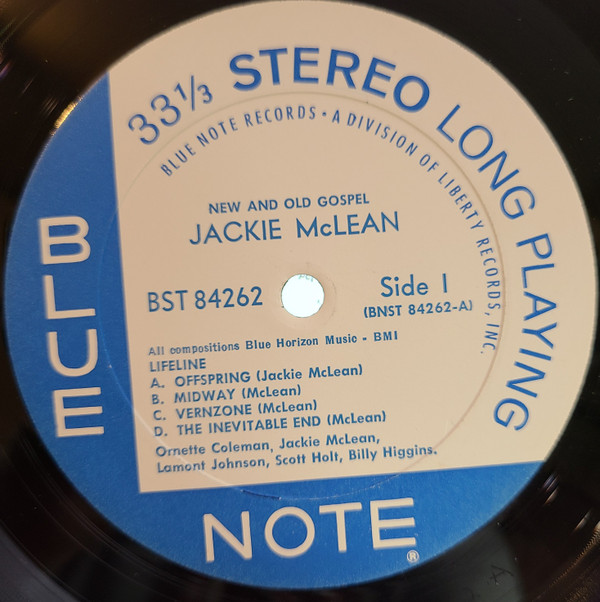 33⅓ STEREO LONG PLAYING
BLUE NOTE RECORDS • A DIVISION OF LIBERTY RECORDS, INC.
NEW AND OLD GOSPEL
JACKIE McLEAN
BST 84262
Side 1
(BNST 84262-A)
All compositions Blue Horizon Music - BMI
LIFELINE
A. OFFSPRING (Jackie McLean)
B. MIDWAY (McLean)
C. VERNZONE (McLean)
D. THE INEVITABLE END (McLean)
Ornette Coleman, Jackie McLean,
Lamont Johnson, Scott Holt, Billy Higgins.
BLUE
NOTE®